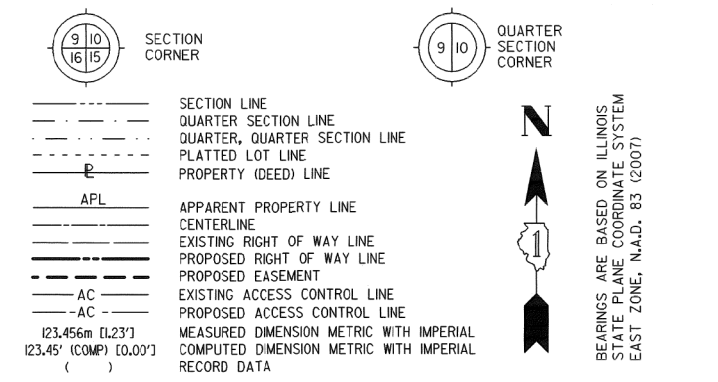 9 10
16 15
SECTION
CORNER
9 10
QUARTER
SECTION
CORNER
SECTION LINE
QUARTER SECTION LINE
QUARTER, QUARTER SECTION LINE
PLATTED LOT LINE
PL PROPERTY (DEED) LINE
APL APPARENT PROPERTY LINE
CENTERLINE
EXISTING RIGHT OF WAY LINE
PROPOSED RIGHT OF WAY LINE
PROPOSED EASEMENT
AC EXISTING ACCESS CONTROL LINE
AC PROPOSED ACCESS CONTROL LINE
123.456m [1.23'] MEASURED DIMENSION METRIC WITH IMPERIAL
123.45' (COMP) [0.00'] COMPUTED DIMENSION METRIC WITH IMPERIAL
( ) RECORD DATA
N
1
BEARINGS ARE BASED ON ILLINOIS
STATE PLANE COORDINATE SYSTEM
EAST ZONE, N.A.D. 83 (2007)